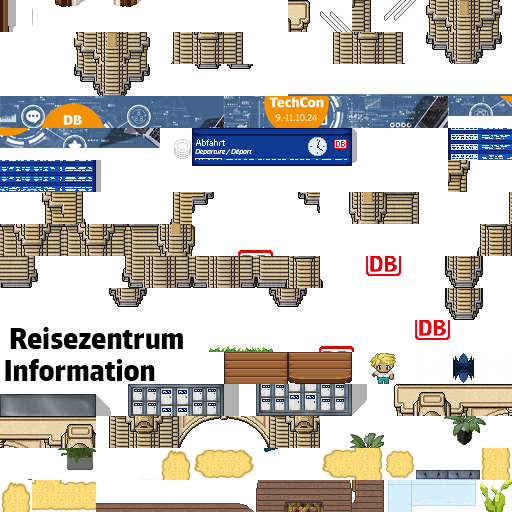 TechCon
9.-11.10.24
DB
Abfahrt
Departure / Départ
DB
DB
DB
Reisezentrum
Information